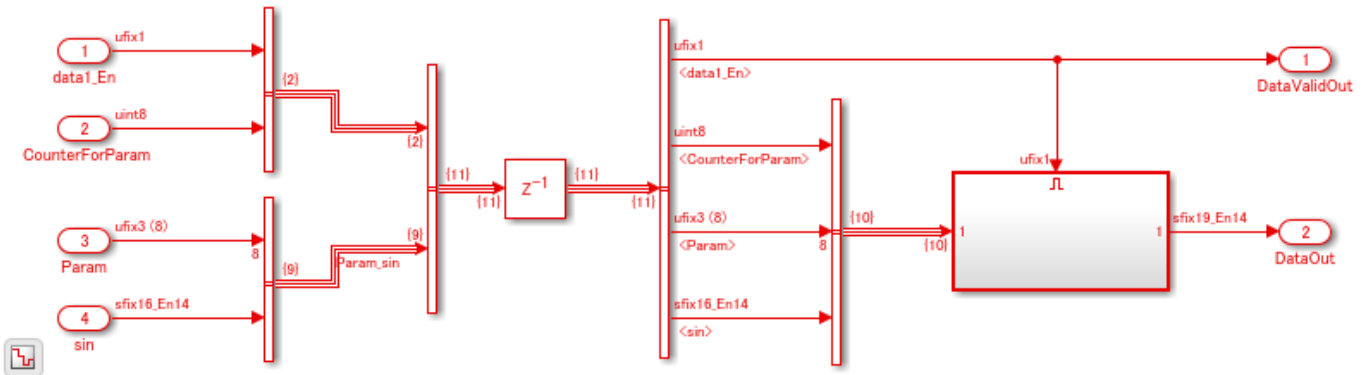 1
ufix1
data1_En
2
uint8
CounterForParam
{2}
{2}
3
ufix3 (8)
8
Param
4
sfix16_En14
sin
{9}
{9}
Param_sin
{11}
{11}
Z-1
{11}
{11}
ufix1
<data1_En>
uint8
<CounterForParam>
ufix3 (8)
<Param>
8
sfix16_En14
<sin>
{10}
{10}
ufix1
1
1
sfix19_En14
1
DataValidOut
2
DataOut